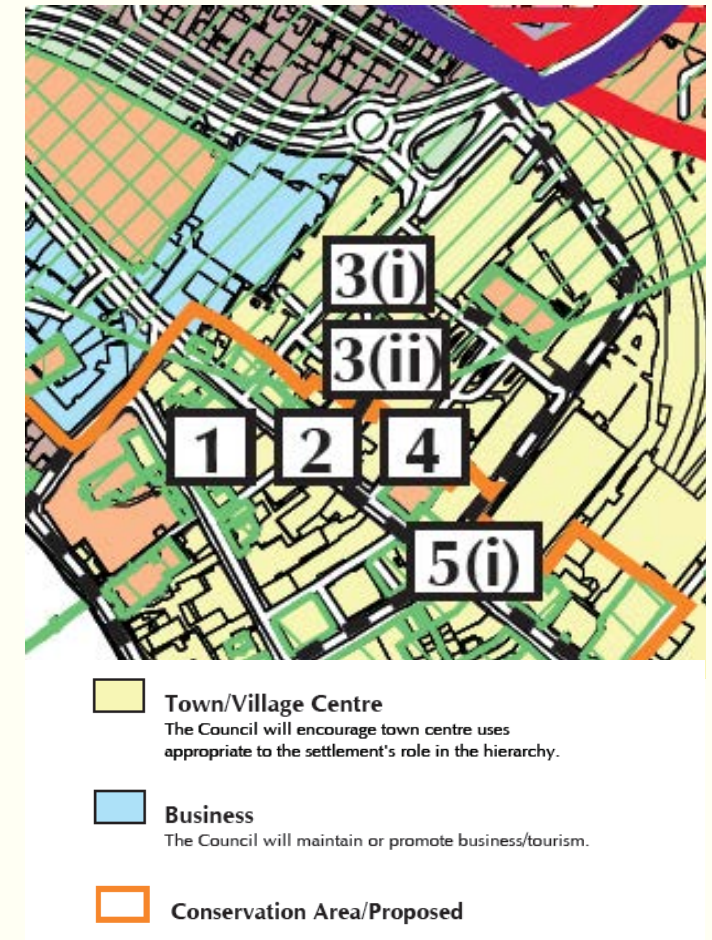 3(i)
3(ii)
1 2 4
5(i)
Town/Village Centre
The Council will encourage town centre uses
appropriate to the settlement's role in the hierarchy.
Business
The Council will maintain or promote business/tourism.
Conservation Area/Proposed